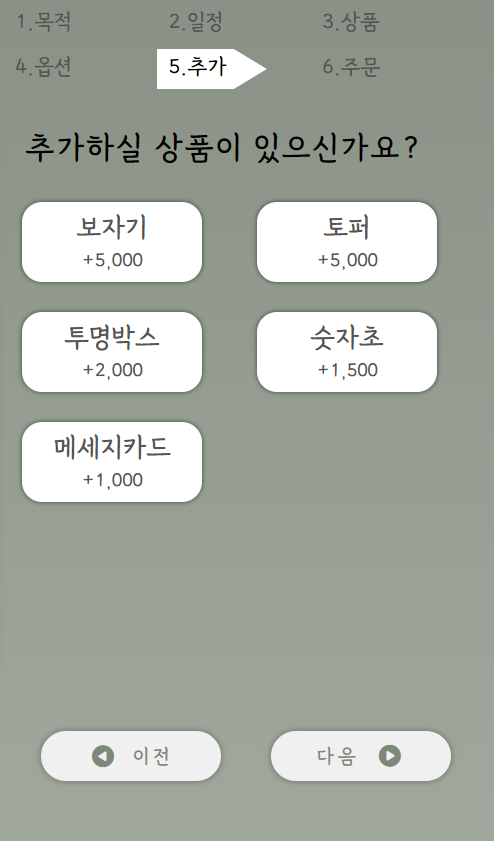 1.목적 2.일정 3.상품
4.옵션 5.추가 6.주문
추가하실 상품이 있으신가요?
보자기 토퍼
+5,000 +5,000
투명박스 숫자초
+2,000 +1,500
메세지카드
+1,000
이전 다음